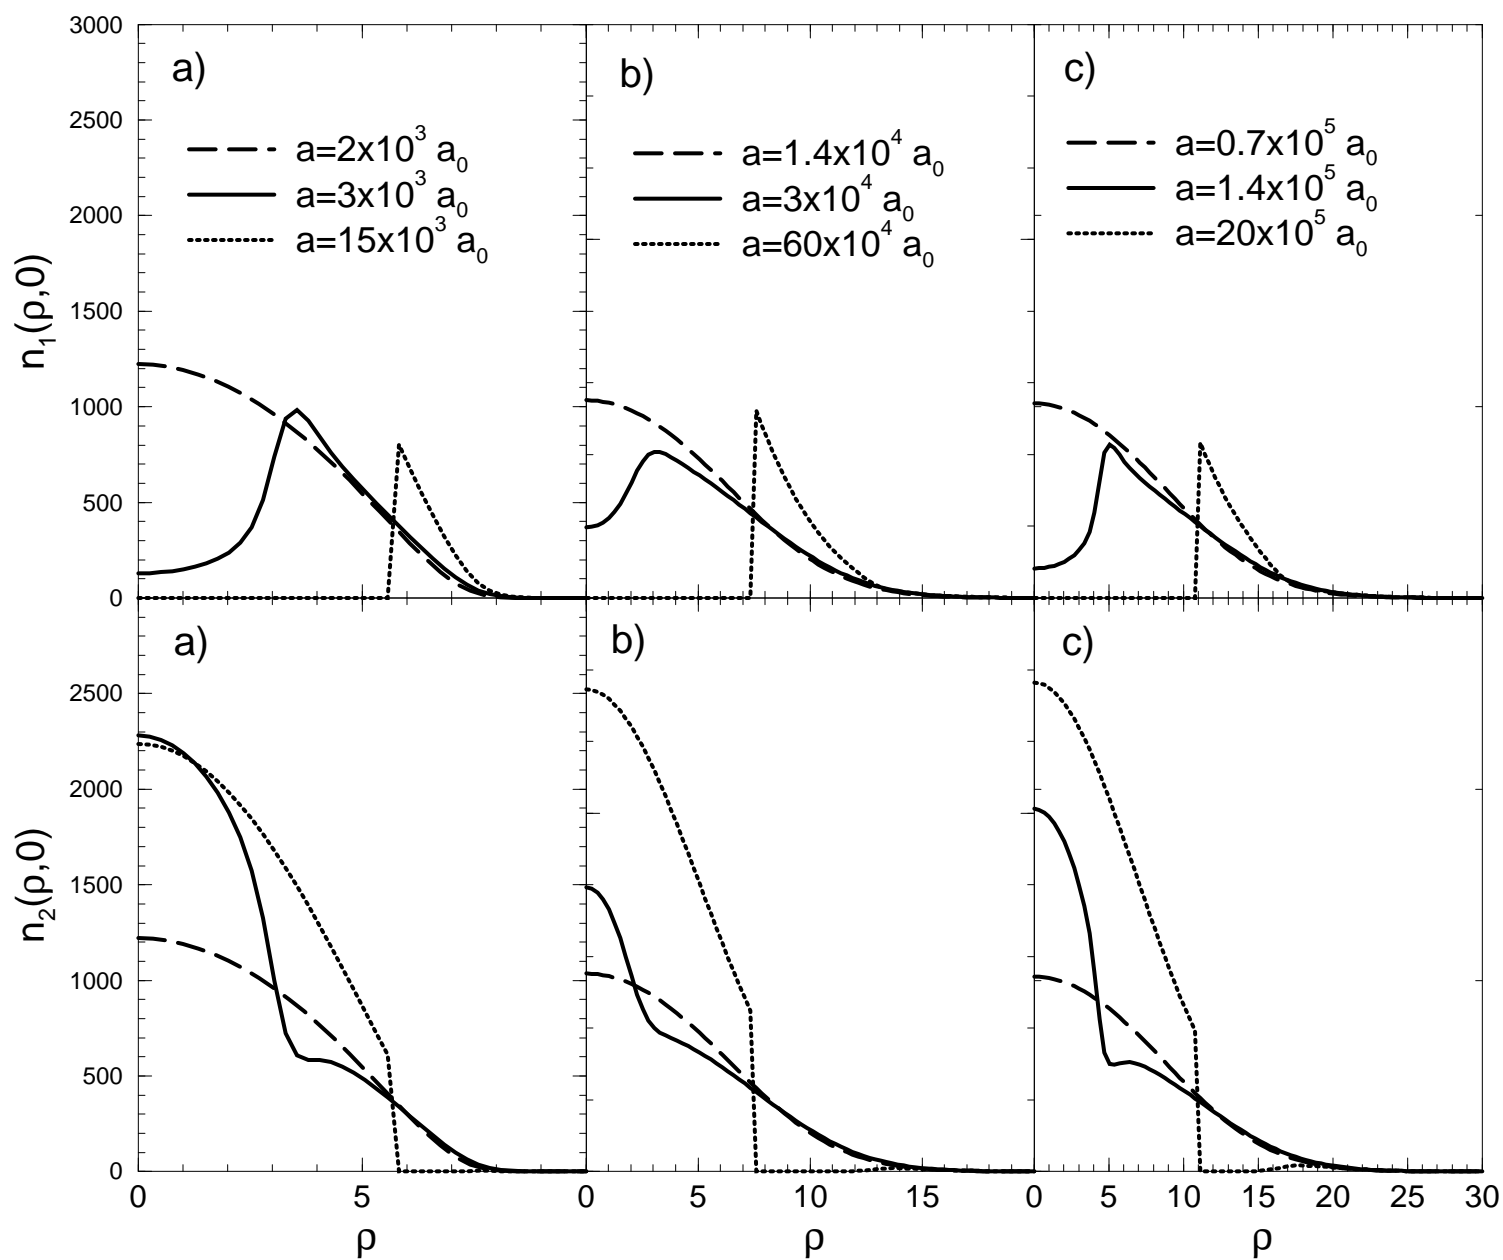 3000
2500
2000
1500
1000
500
0
n₁(ρ,0)
a)
a=2x10³ a₀
a=3x10³ a₀
a=15x10³ a₀
b)
a=1.4x10⁴ a₀
a=3x10⁴ a₀
a=60x10⁴ a₀
c)
a=0.7x10⁵ a₀
a=1.4x10⁵ a₀
a=20x10⁵ a₀
2500
2000
1500
1000
500
0
n₂(ρ,0)
a)
b)
c)
0 5 0 5 10 15 0 5 10 15 20 25 30
ρ ρ ρ